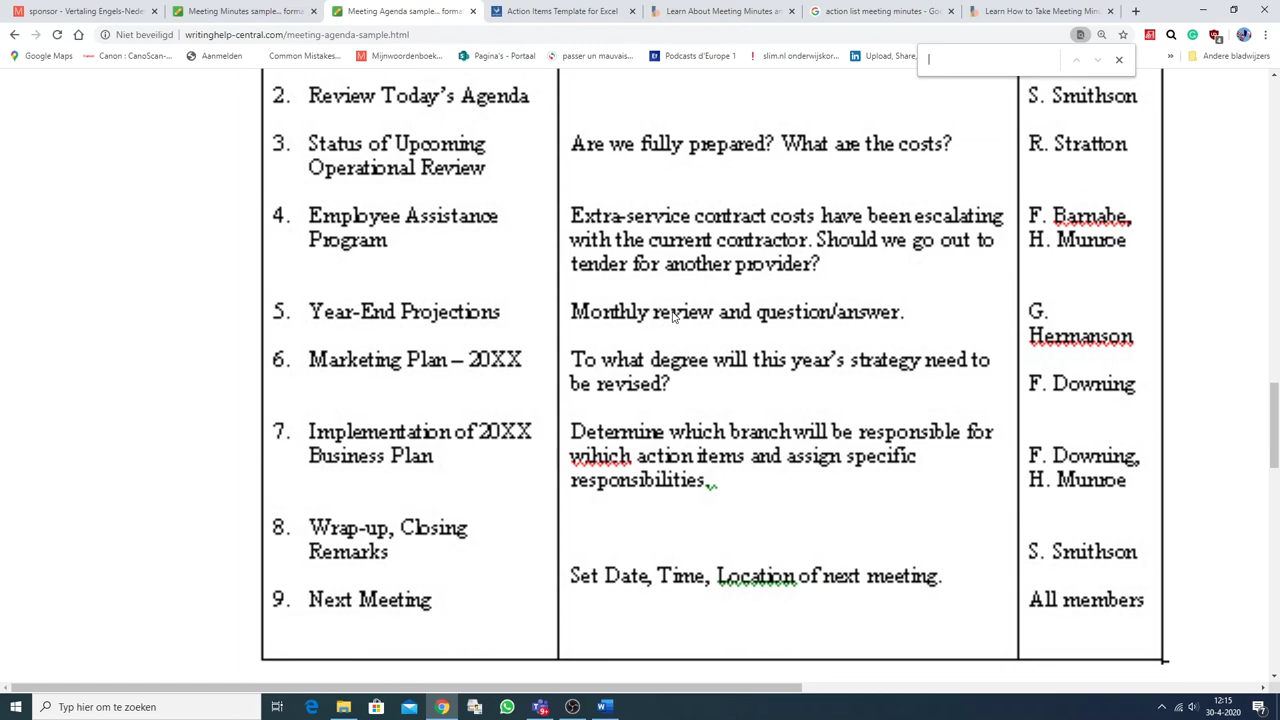 sponsor - Vertaling Engels-Nede
Meeting Minutes sample... format
Meeting Agenda sample... format
Action Items Template for Excel
Learn About Meeting Minutes an
action list meeting minutes - Goo
Learn How to Take Meeting Min
Niet beveiligd | writinghelp-central.com/meeting-agenda-sample.html
Google Maps Canon : CanoScan... Aanmelden Common Mistakes... Mijnwoordenboek... Pagina's - Portaal passer un mauvais... Podcasts d'Europe 1 slim.nl onderwijskor... Upload, Share, » Andere bladwijzers
2. Review Today's Agenda S. Smithson
3. Status of Upcoming Are we fully prepared? What are the costs? R. Stratton
Operational Review
4. Employee Assistance Extra-service contract costs have been escalating F. Barnabe,
Program with the current contractor. Should we go out to H. Munroe
tender for another provider?
5. Year-End Projections Monthly review and question/answer. G.
Hermanson
6. Marketing Plan – 20XX To what degree will this year's strategy need to
be revised? F. Downing
7. Implementation of 20XX Determine which branch will be responsible for
Business Plan wihich action items and assign specific F. Downing,
responsibilities. H. Munroe
8. Wrap-up, Closing
Remarks S. Smithson
Set Date, Time, Location of next meeting.
9. Next Meeting All members
Typ hier om te zoeken
12:15
30-4-2020